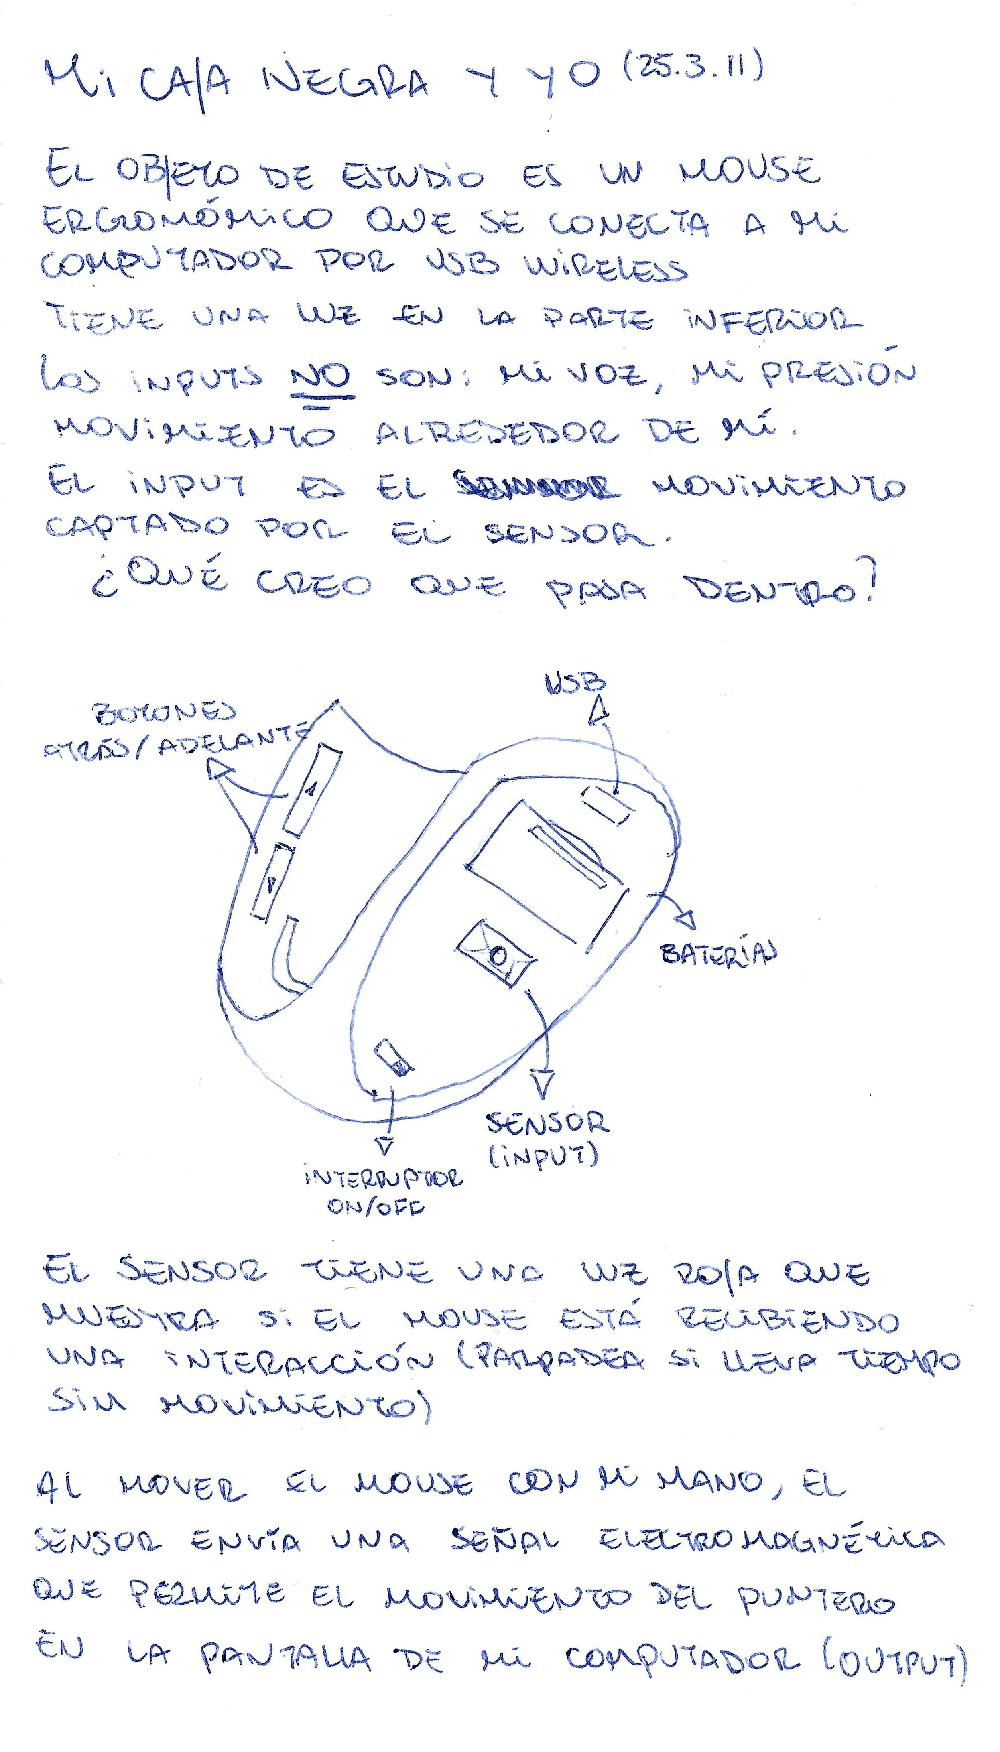 Mi CAJA NEGRA Y YO (25.3.11)
EL OBJETO DE ESTUDiO ES UN MOUSE
ERGONÓMiCO QUE SE CONECTA A Mi
COMPUTADOR POR USB WiRELESS
TIENE UNA LUZ EN LA PARTE iNFERIOR
LOS iNPUTS NO SON: Mi VOZ, Mi PRESIÓN
MOViMIENTO ALREDEDOR DE MÍ.
EL iNPUT ES EL MOViMIENTO
CAPTADO POR EL SENSOR.
¿QUÉ CREO QUE PASA DENTRO?
USB
BOTONES
ATRÁS/ADELANTE
BATERÍAS
SENSOR
(iNPUT)
iNTERRUPTOR
ON/OFF
EL SENSOR TIENE UNA LUZ ROJA QUE
MUESTRA Si EL MOUSE ESTÁ RECIBIENDO
UNA iNTERACCIÓN (PARPADEA Si LLEVA TIEMPO
SiN MOViMIENTO)
AL MOVER EL MOUSE CON Mi MANO, EL
SENSOR ENVÍA UNA SEÑAL ELECTROMAGNÉTiCA
QUE PERMiTE EL MOViMIENTO DEL PUNTERO
EN LA PANTALLA DE Mi COMPUTADOR (OUTPUT)